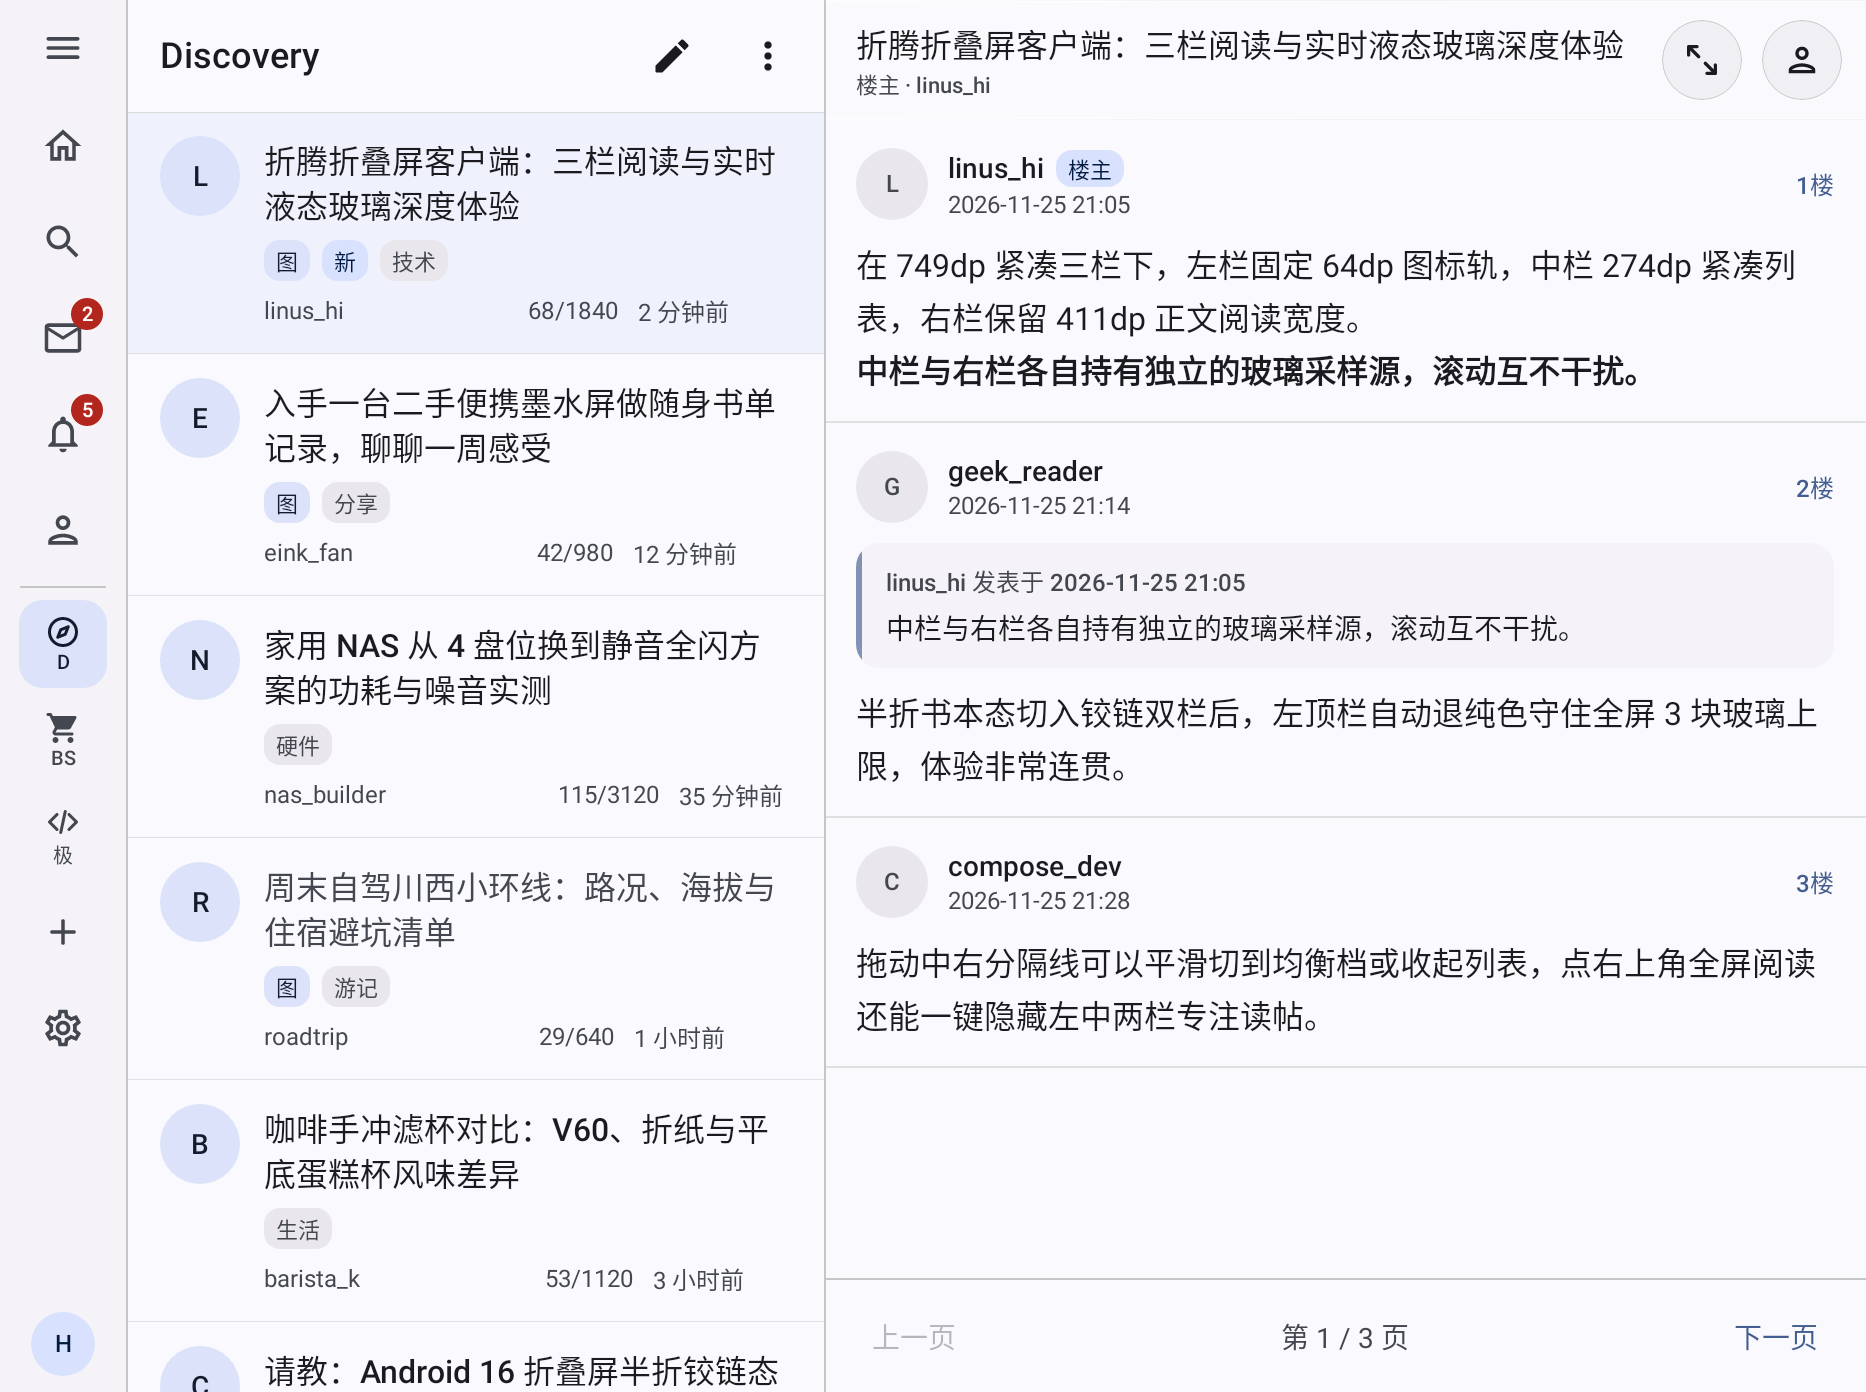 2
5
D
BS
极
H
Discovery
L
折腾折叠屏客户端：三栏阅读与实时
液态玻璃深度体验
图 新 技术
linus_hi 68/1840 2 分钟前
E
入手一台二手便携墨水屏做随身书单
记录，聊聊一周感受
图 分享
eink_fan 42/980 12 分钟前
N
家用 NAS 从 4 盘位换到静音全闪方
案的功耗与噪音实测
硬件
nas_builder 115/3120 35 分钟前
R
周末自驾川西小环线：路况、海拔与
住宿避坑清单
图 游记
roadtrip 29/640 1 小时前
B
咖啡手冲滤杯对比：V60、折纸与平
底蛋糕杯风味差异
生活
barista_k 53/1120 3 小时前
C
请教：Android 16 折叠屏半折铰链态
折腾折叠屏客户端：三栏阅读与实时液态玻璃深度体验
楼主 · linus_hi
L
linus_hi 楼主
2026-11-25 21:05
1楼
在 749dp 紧凑三栏下，左栏固定 64dp 图标轨，中栏 274dp 紧凑列
表，右栏保留 411dp 正文阅读宽度。
中栏与右栏各自持有独立的玻璃采样源，滚动互不干扰。
G
geek_reader
2026-11-25 21:14
2楼
linus_hi 发表于 2026-11-25 21:05
中栏与右栏各自持有独立的玻璃采样源，滚动互不干扰。
半折书本态切入铰链双栏后，左顶栏自动退纯色守住全屏 3 块玻璃上
限，体验非常连贯。
C
compose_dev
2026-11-25 21:28
3楼
拖动中右分隔线可以平滑切到均衡档或收起列表，点右上角全屏阅读
还能一键隐藏左中两栏专注读帖。
上一页 第 1 / 3 页 下一页